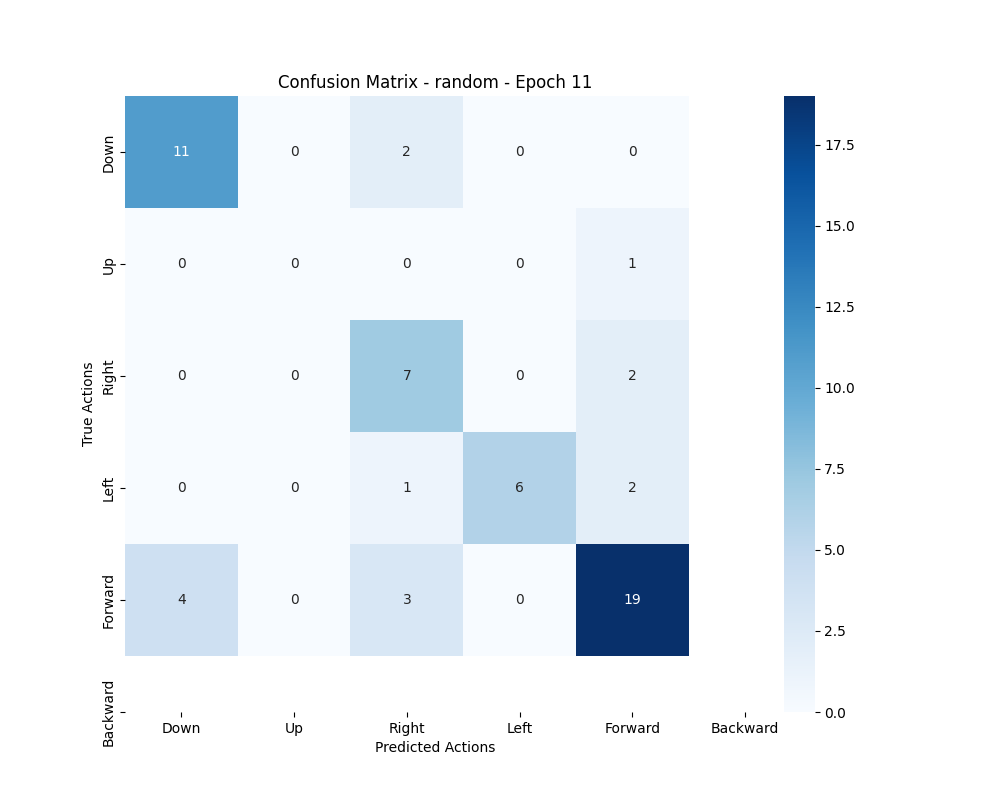 Confusion Matrix - random - Epoch 11
True Actions
Down
11 0 2 0 0
Up
0 0 0 0 1
Right
0 0 7 0 2
Left
0 0 1 6 2
Forward
4 0 3 0 19
Backward
Down Up Right Left Forward Backward
Predicted Actions
17.5
15.0
12.5
10.0
7.5
5.0
2.5
0.0